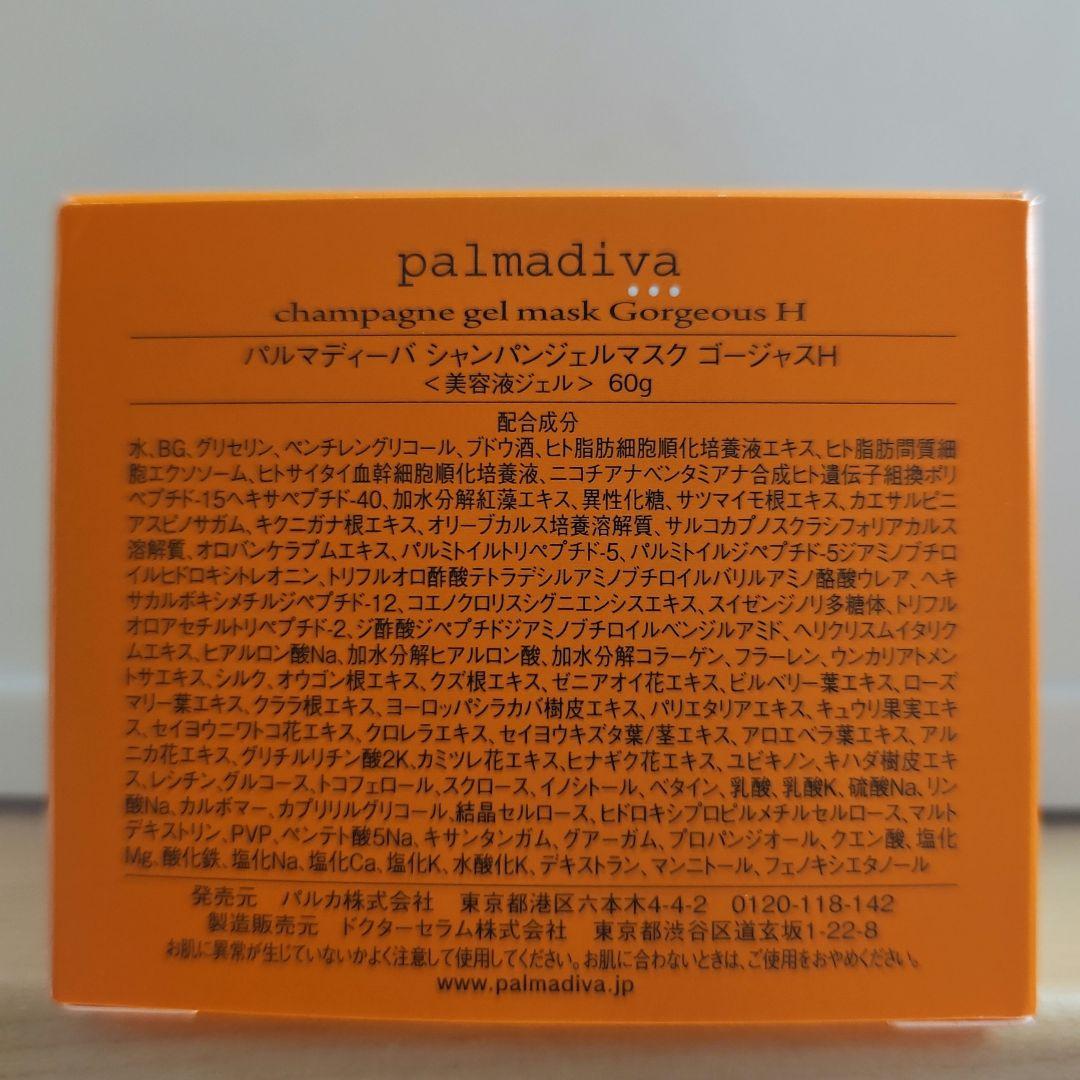 palmadiva
champagne gel mask Gorgeous H
パルマディーバ シャンパンジェルマスク ゴージャスH
＜美容液ジェル＞ 60g
配合成分
水、BG、グリセリン、ペンチレングリコール、ブドウ酒、ヒト脂肪細胞順化培養液エキス、ヒト脂肪間質細
胞エクソソーム、ヒトサイタイ血幹細胞順化培養液、ニコチアナベンタミアナ合成ヒト遺伝子組換ポリ
ペプチド-15ヘキサペプチド-40、加水分解紅藻エキス、異性化糖、サツマイモ根エキス、カエサルピニ
アスピノサガム、キクニガナ根エキス、オリーブカルス培養溶解質、サルコカプノスクラシフォリアカルス
溶解質、オロバンケラプムエキス、パルミトイルトリペプチド-5、パルミトイルジペプチド-5ジアミノブチロ
イルヒドロキシトレオニン、トリフルオロ酢酸テトラデシルアミノブチロイルバリルアミノ酪酸ウレア、ヘキ
サカルボキシメチルジペプチド-12、コエノクロリスシグニエンシスエキス、スイゼンジノリ多糖体、トリフル
オロアセチルトリペプチド-2、ジ酢酸ジペプチドジアミノブチロイルベンジルアミド、ヘリクリスムイタリク
ムエキス、ヒアルロン酸Na、加水分解ヒアルロン酸、加水分解コラーゲン、フラーレン、ウンカリアトメン
トサエキス、シルク、オウゴン根エキス、クズ根エキス、ゼニアオイ花エキス、ビルベリー葉エキス、ローズ
マリー葉エキス、クララ根エキス、ヨーロッパシラカバ樹皮エキス、パリエタリアエキス、キュウリ果実エキ
ス、セイヨウニワトコ花エキス、クロレラエキス、セイヨウキズタ葉/茎エキス、アロエベラ葉エキス、アル
ニカ花エキス、グリチルリチン酸2K、カミツレ花エキス、ヒナギク花エキス、ユビキノン、キハダ樹皮エキ
ス、レシチン、グルコース、トコフェロール、スクロース、イノシトール、ベタイン、乳酸、乳酸K、硫酸Na、リン
酸Na、カルボマー、カプリリルグリコール、結晶セルロース、ヒドロキシプロピルメチルセルロース、マルト
デキストリン、PVP、ペンテト酸5Na、キサンタンガム、グアーガム、プロパンジオール、クエン酸、塩化
Mg、酸化鉄、塩化Na、塩化Ca、塩化K、水酸化K、デキストラン、マンニトール、フェノキシエタノール
発売元 パルカ株式会社 東京都港区六本木4-4-2 0120-118-142
製造販売元 ドクターセラム株式会社 東京都渋谷区道玄坂1-22-8
お肌に異常が生じていないかよく注意して使用してください。お肌に合わないときは、ご使用をおやめください。
www.palmadiva.jp